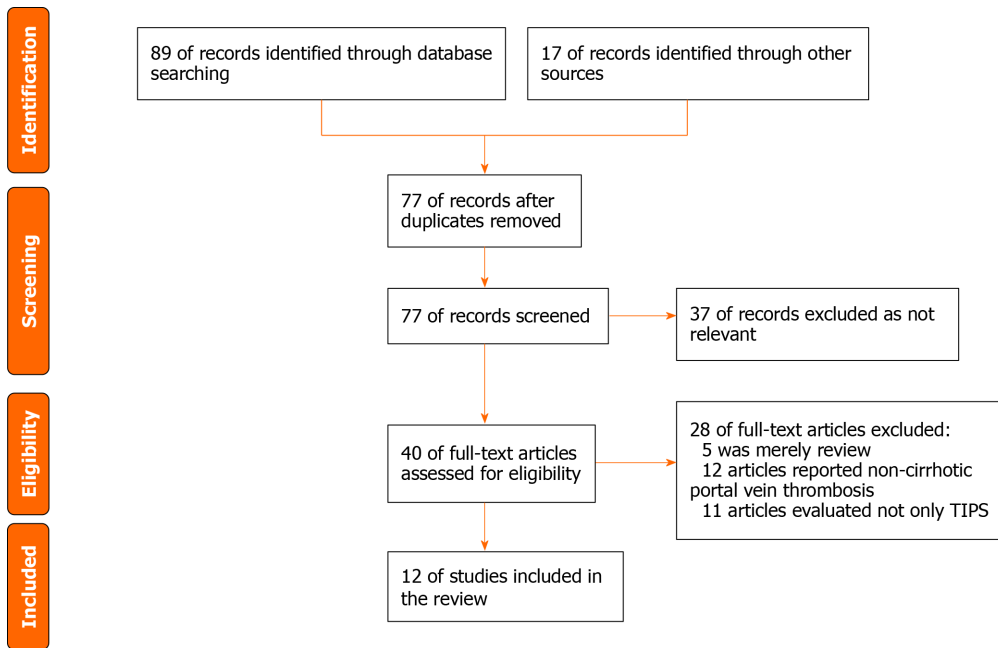 Identification
89 of records identified through database
searching
17 of records identified through other
sources
Screening
77 of records after
duplicates removed
77 of records screened
37 of records excluded as not
relevant
Eligibility
40 of full-text articles
assessed for eligibility
28 of full-text articles excluded:
5 was merely review
12 articles reported non-cirrhotic
portal vein thrombosis
11 articles evaluated not only TIPS
Included
12 of studies included in
the review